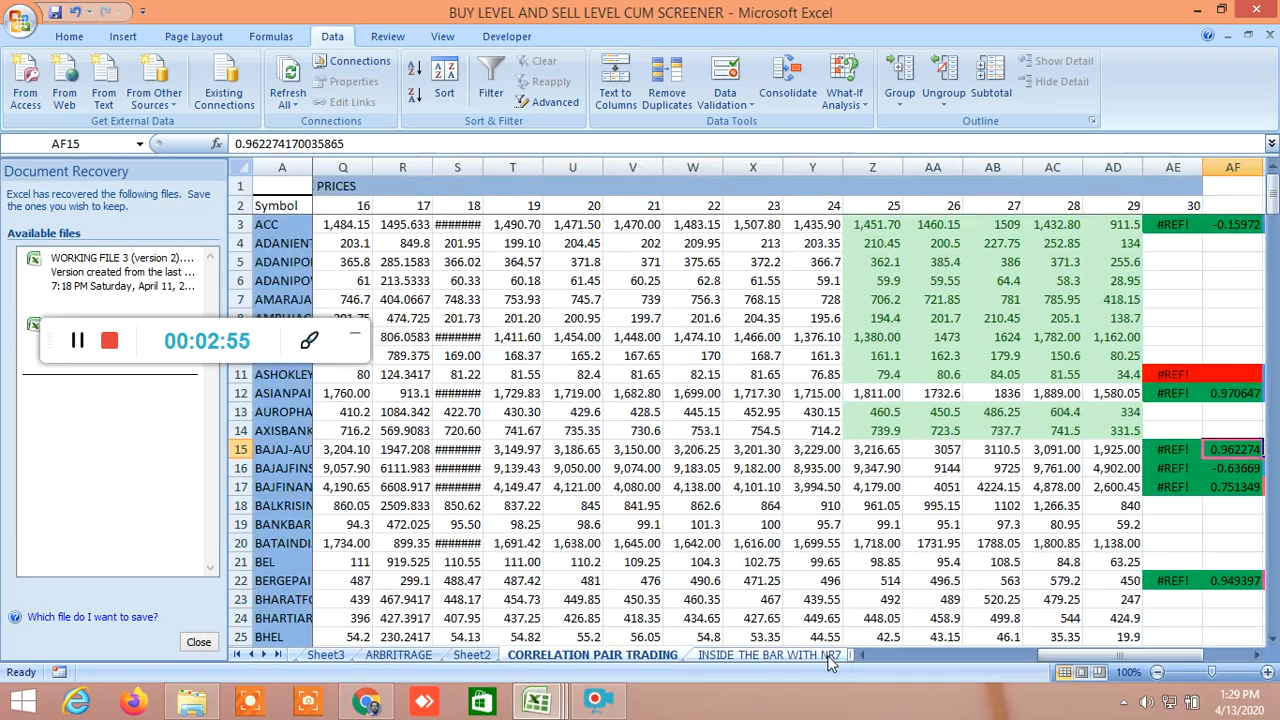 BUY LEVEL AND SELL LEVEL CUM SCREENER - Microsoft Excel
Home Insert Page Layout Formulas Data Review View Developer
From Access From Web From Text From Other Sources Existing Connections Refresh All Connections Properties Edit Links Sort Filter Clear Reapply Advanced Text to Columns Remove Duplicates Data Validation Consolidate What-If Analysis Group Ungroup Subtotal Show Detail Hide Detail
Get External Data Connections Sort & Filter Data Tools Outline
AF15 fx 0.962274170035865
Document Recovery
Excel has recovered the following files. Save
the ones you wish to keep.
Available files
WORKING FILE 3 (version 2)....
Version created from the last ...
7:18 PM Saturday, April 11, 2...
00:02:55
Which file do I want to save?
Close
A Q R S T U V W X Y Z AA AB AC AD AE AF
1 PRICES
2 Symbol 16 17 18 19 20 21 22 23 24 25 26 27 28 29 30
3 ACC 1,484.15 1495.633 ####### 1,490.70 1,471.50 1,470.00 1,483.15 1,507.80 1,435.90 1,451.70 1460.15 1509 1,432.80 911.5 #REF! -0.15972
4 ADANIENT 203.1 849.8 201.95 199.10 204.45 202 209.95 213 203.35 210.45 200.5 227.75 252.85 134
5 ADANIPO 365.8 285.1583 366.02 364.57 371.8 371 375.65 372.2 366.7 362.1 385.4 386 371.3 255.6
6 ADANIPO 61 213.5333 60.33 60.18 61.45 60.25 62.8 61.55 59.1 59.9 59.55 64.4 58.3 28.95
7 AMARAJA 746.7 404.0667 748.33 753.93 745.7 739 756.3 768.15 728 706.2 721.85 781 785.95 418.15
474.725 201.73 201.20 200.95 199.7 201.6 204.35 195.6 194.4 201.7 210.45 205.1 138.7
806.0583 ####### 1,411.60 1,454.00 1,448.00 1,474.10 1,466.00 1,376.10 1,380.00 1473 1624 1,782.00 1,162.00
789.375 169.00 168.37 165.2 167.65 170 168.7 161.3 161.1 162.3 179.9 150.6 80.25
11 ASHOKLEY 80 124.3417 81.22 81.55 82.4 81.65 82.15 81.65 76.85 79.4 80.6 84.05 81.55 34.4 #REF!
12 ASIANPAI 1,760.00 913.1 ####### 1,729.83 1,719.00 1,682.80 1,699.00 1,717.30 1,755.00 1,811.00 1732.6 1836 1,889.00 1,580.05 #REF! 0.970647
13 AUROPHA 410.2 1084.342 422.70 430.30 429.6 428.5 445.1 452.95 430.15 460.5 450.5 486.25 604.4 334
14 AXISBANK 716.2 569.9083 720.60 741.67 735.35 730.6 753.1 754.5 714.2 739.9 723.5 737.7 741.5 331.5
15 BAJAJ-AU 3,204.10 1947.208 ####### 3,149.97 3,186.65 3,150.00 3,206.25 3,201.30 3,229.00 3,216.65 3057 3110.5 3,091.00 1,925.00 #REF! 0.962274
16 BAJAJFINS 9,057.90 6111.983 ####### 9,139.43 9,050.00 9,074.00 9,183.00 9,182.00 8,935.00 9,347.90 9144 9725 9,761.00 4,902.00 #REF! -0.63669
17 BAJFINAN 4,190.65 6608.917 ####### 4,149.47 4,121.00 4,080.00 4,138.00 4,101.10 3,994.50 4,179.00 4051 4224.15 4,878.00 2,600.45 #REF! 0.751349
18 BALKRISIN 860.05 2509.833 850.62 837.22 845 841.95 862.6 864 910 961.05 995.15 1102 1,266.35 840
19 BANKBAR 94.3 472.025 95.50 98.25 98.6 99.1 101.3 100 95.7 99.1 95.1 97.3 80.95 59.2
20 BATAINDI 1,734.00 899.35 ####### 1,691.42 1,638.00 1,645.00 1,642.00 1,616.00 1,699.55 1,718.00 1731.95 1788.05 1,800.85 1,138.00
21 BEL 111 919.525 110.55 111.00 110.2 109.25 104.3 102.75 99.65 98.85 95.4 108.5 84.8 63.25
22 BERGEPAI 487 299.1 488.47 487.42 481 476 490.6 471.25 496 514 496.5 563 579.2 450 #REF! 0.949397
23 BHARATFO 439 467.9417 448.17 454.73 449.85 450.35 460.35 467 439.55 492 489 520.25 479.25 247
24 BHARTIAR 396 427.3917 407.95 437.25 426.85 418.35 434.65 427.65 449.65 448.05 458.9 499.8 544 424.9
25 BHEL 54.2 230.2417 54.13 54.82 55.2 56.05 54.8 53.35 44.55 42.5 43.1 46.1 35.35 19.9
Sheet3 ARBITRAGE Sheet2 CORRELATION PAIR TRADING INSIDE THE BAR WITH NR7
Ready 100%
1:29 PM
4/13/2020